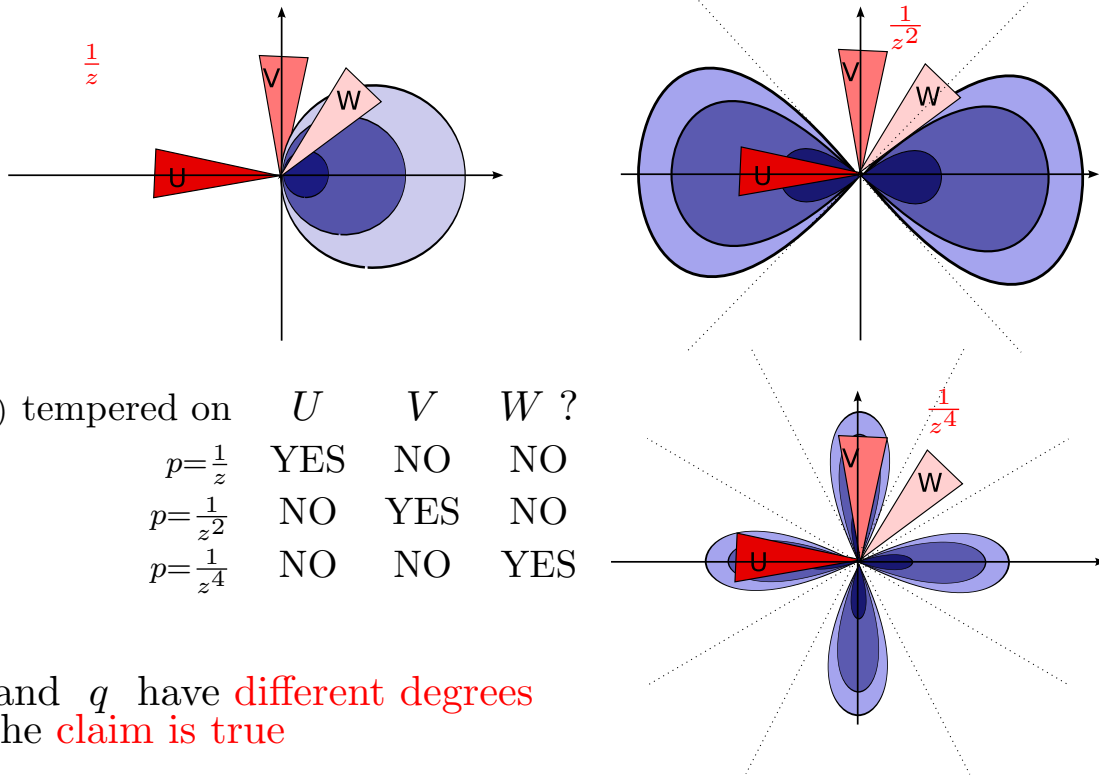 1/z
V
W
U
1/z^2
V
W
U
) tempered on U V W ?
p=1/z YES NO NO
p=1/z^2 NO YES NO
p=1/z^4 NO NO YES
1/z^4
V
W
U
and q have different degrees
he claim is true